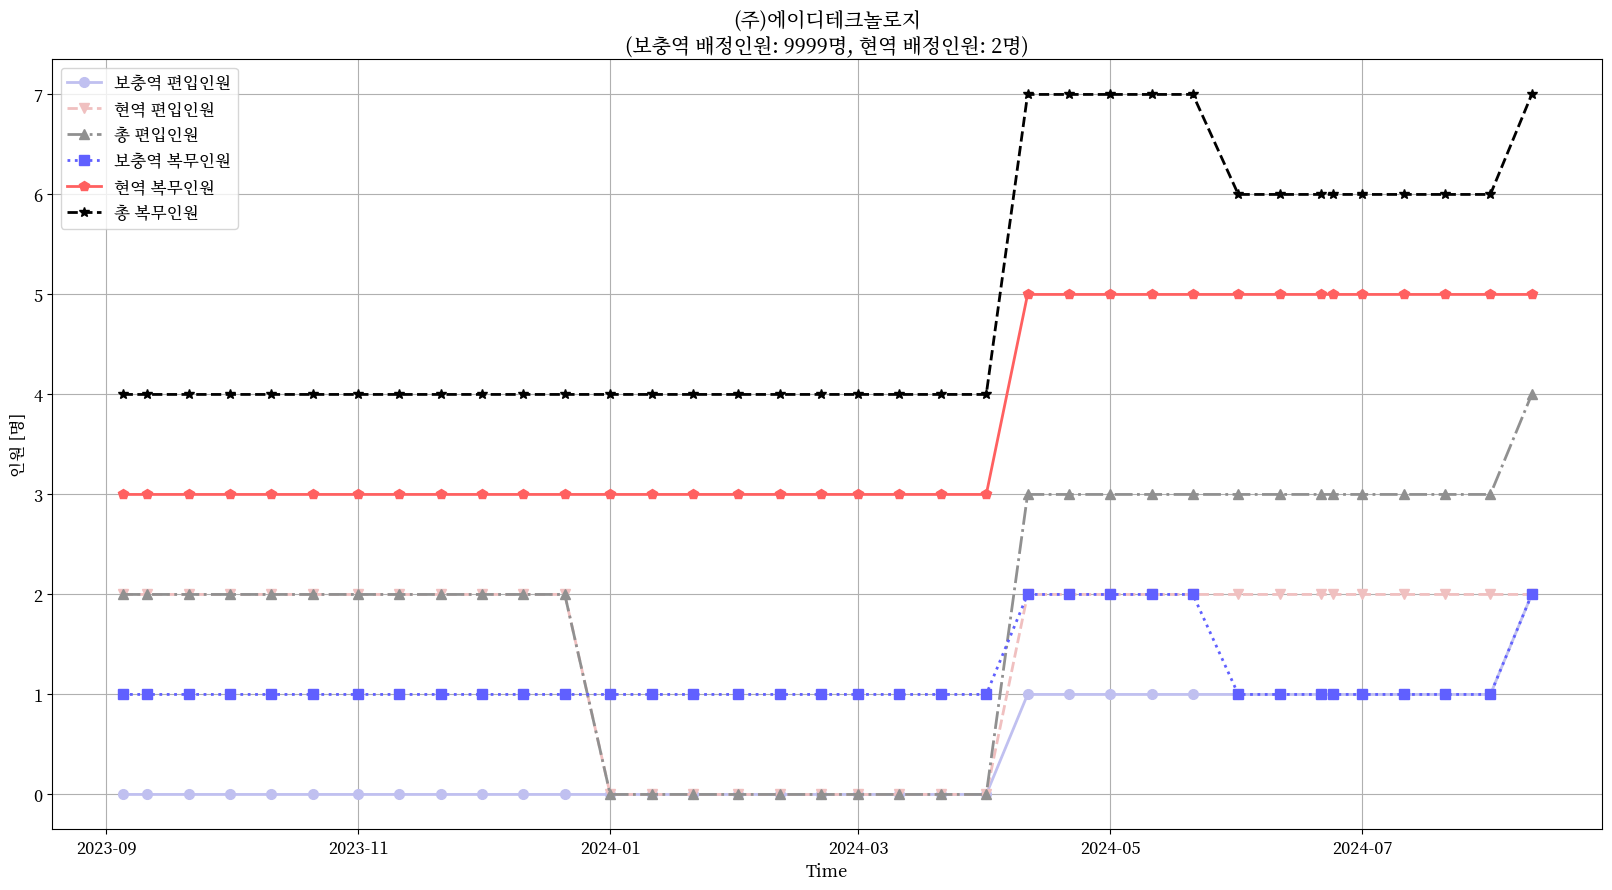 (주)에이디테크놀로지
(보충역 배정인원: 9999명, 현역 배정인원: 2명)
보충역 편입인원
현역 편입인원
총 편입인원
보충역 복무인원
현역 복무인원
총 복무인원
인원 [명]
7
6
5
4
3
2
1
0
2023-09
2023-11
2024-01
2024-03
2024-05
2024-07
Time